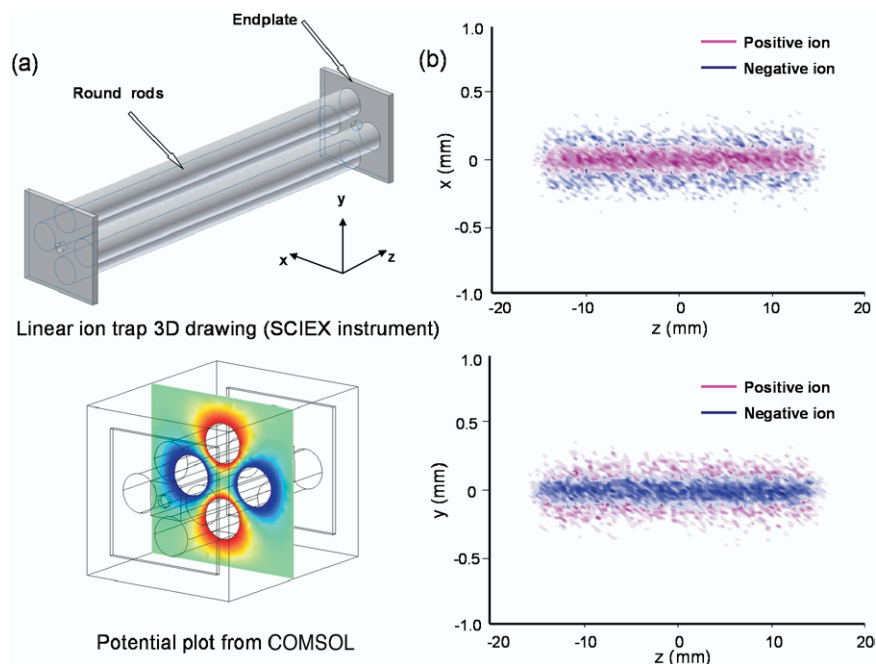 (a)
Endplate
Round rods
y
x
z
Linear ion trap 3D drawing (SCIEX instrument)
Potential plot from COMSOL
(b)
1.0
Positive ion
Negative ion
0.5
x (mm)
0
-0.5
-1.0
-20
-10
0
10
20
z (mm)
1.0
Positive ion
Negative ion
0.5
y (mm)
0
-0.5
-1.0
-20
-10
0
10
20
z (mm)